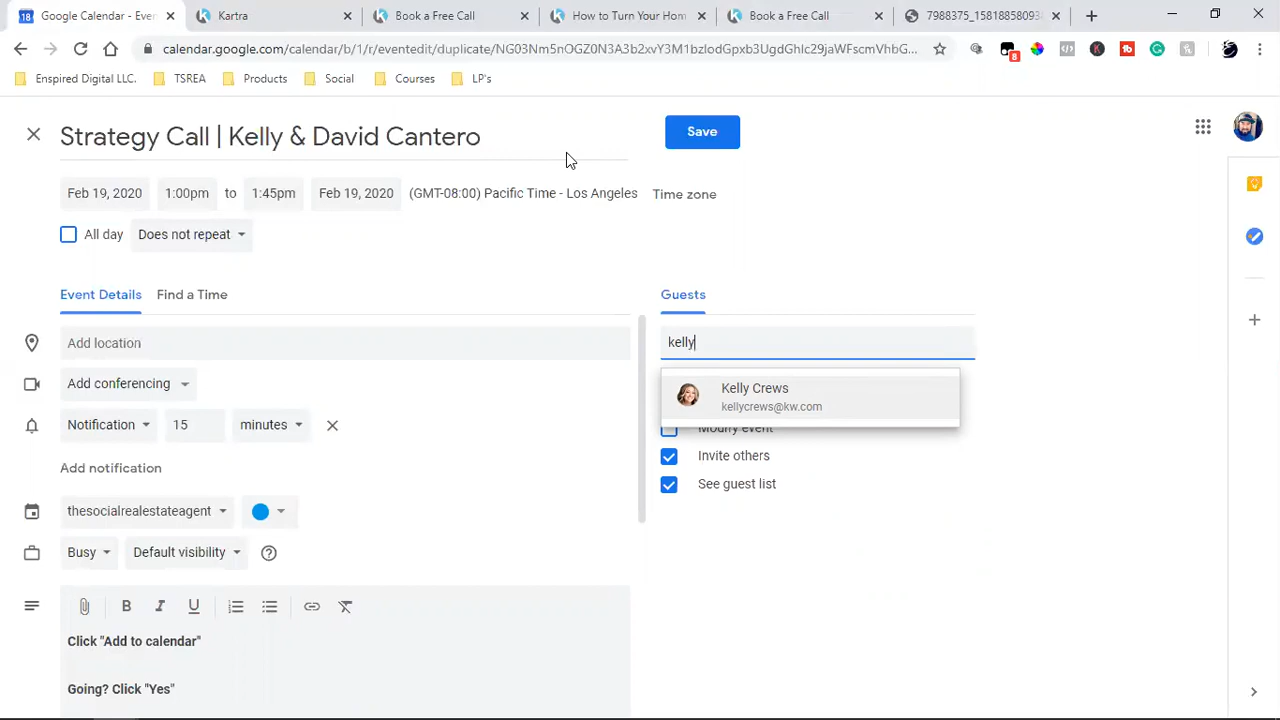 Google Calendar - Even
Kartra
Book a Free Call
How to Turn Your Hom
Book a Free Call
7988375_15818858093
calendar.google.com/calendar/b/1/r/eventedit/duplicate/NG03Nm5nOGZ0N3A3b2xvY3M1bzlodGpxb3UgdGhlc29jaWFscmVhbG...
8
Enspired Digital LLC.
TSREA
Products
Social
Courses
LP's
Strategy Call | Kelly & David Cantero
Save
Feb 19, 2020
1:00pm
to
1:45pm
Feb 19, 2020
(GMT-08:00) Pacific Time - Los Angeles
Time zone
All day
Does not repeat
Event Details
Find a Time
Guests
Add location
kelly
Add conferencing
Kelly Crews
kellycrews@kw.com
Notification
15
minutes
Modify event
Invite others
Add notification
See guest list
thesocialrealestateagent
Busy
Default visibility
B I U
Click "Add to calendar"
Going? Click "Yes"